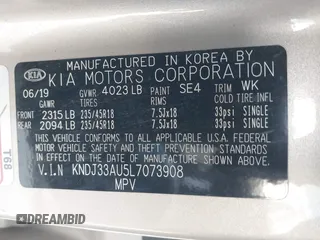 MANUFACTURED IN KOREA BY
KIA KIA MOTORS CORPORATION
06/19 GVWR 4023 LB PAINT SE4 TRIM WK
GAWR TIRES RIMS COLD TIRE INFL
FRONT 2315 LB 235/45R18 7.5Jx18 33psi SINGLE
REAR 2094 LB 235/45R18 7.5Jx18 33psi SINGLE
THIS VEHICLE CONFORMS TO ALL APPLICABLE U.S.A. FEDERAL
MOTOR VEHICLE SAFETY, BUMPER, AND THEFT PREVENTION
STANDARDS IN EFFECT ON THE DATE OF MANUFACTURE SHOWN ABOVE.
V.I.N KNDJ33AU5L7073908
MPV
T68
DREAMBID